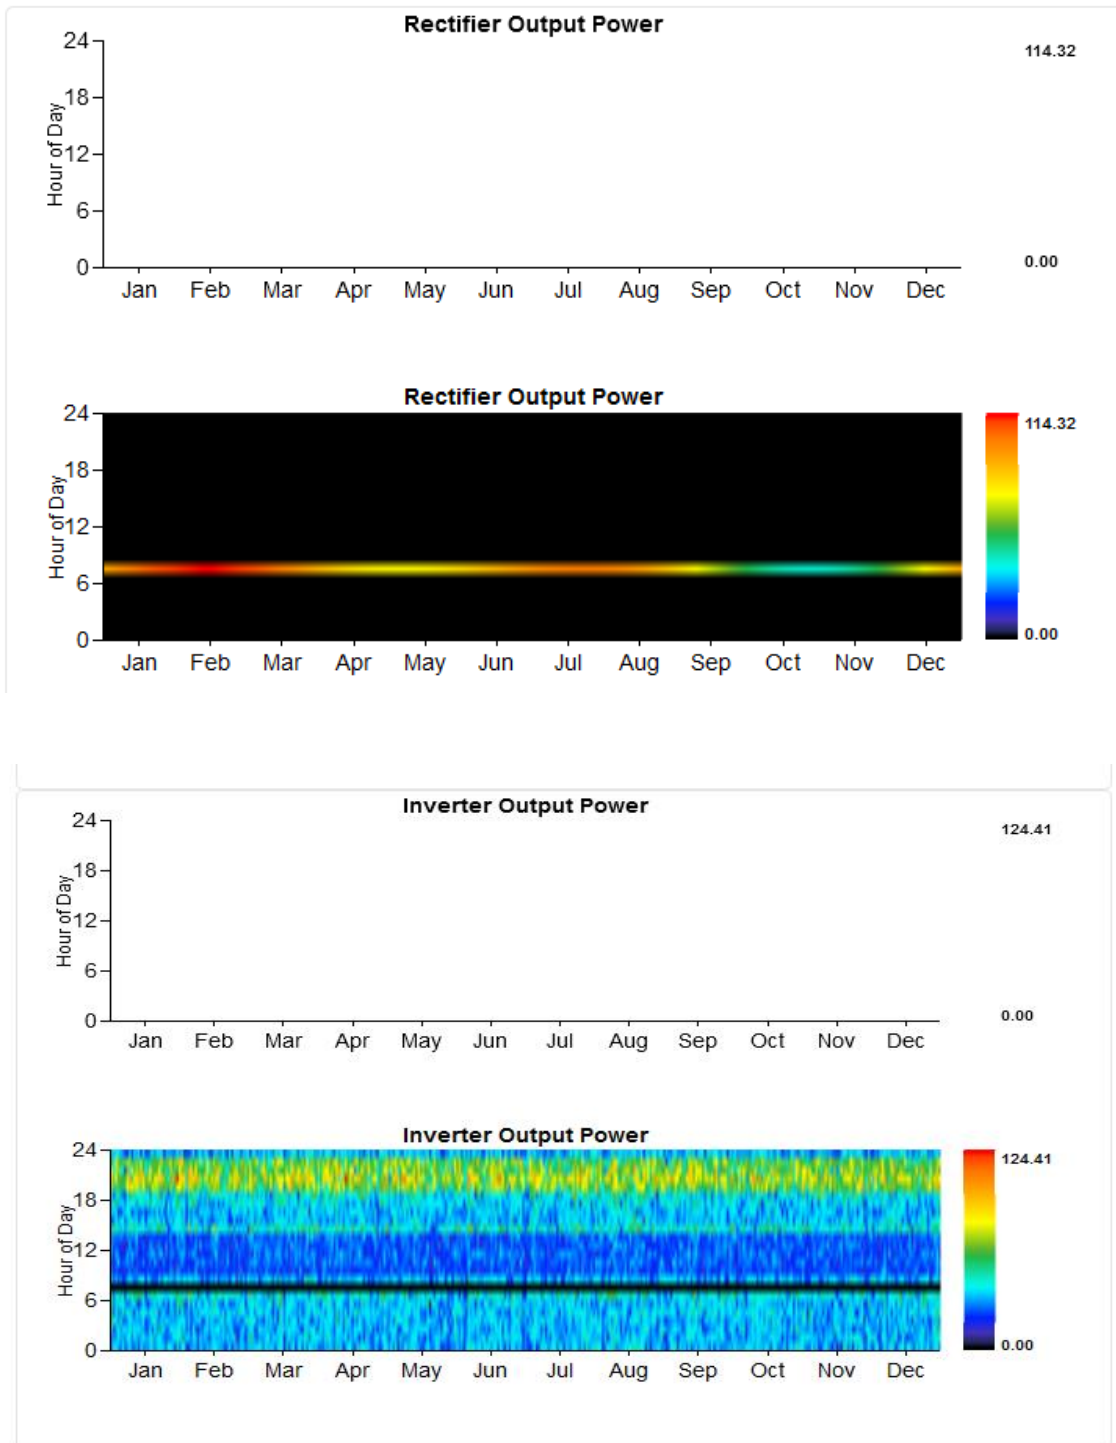 Rectifier Output Power
24
18
12
6
0
Hour of Day
114.32
0.00
Jan Feb Mar Apr May Jun Jul Aug Sep Oct Nov Dec
Rectifier Output Power
24
18
12
6
0
Hour of Day
114.32
0.00
Jan Feb Mar Apr May Jun Jul Aug Sep Oct Nov Dec
Inverter Output Power
24
18
12
6
0
Hour of Day
124.41
0.00
Jan Feb Mar Apr May Jun Jul Aug Sep Oct Nov Dec
Inverter Output Power
24
18
12
6
0
Hour of Day
124.41
0.00
Jan Feb Mar Apr May Jun Jul Aug Sep Oct Nov Dec